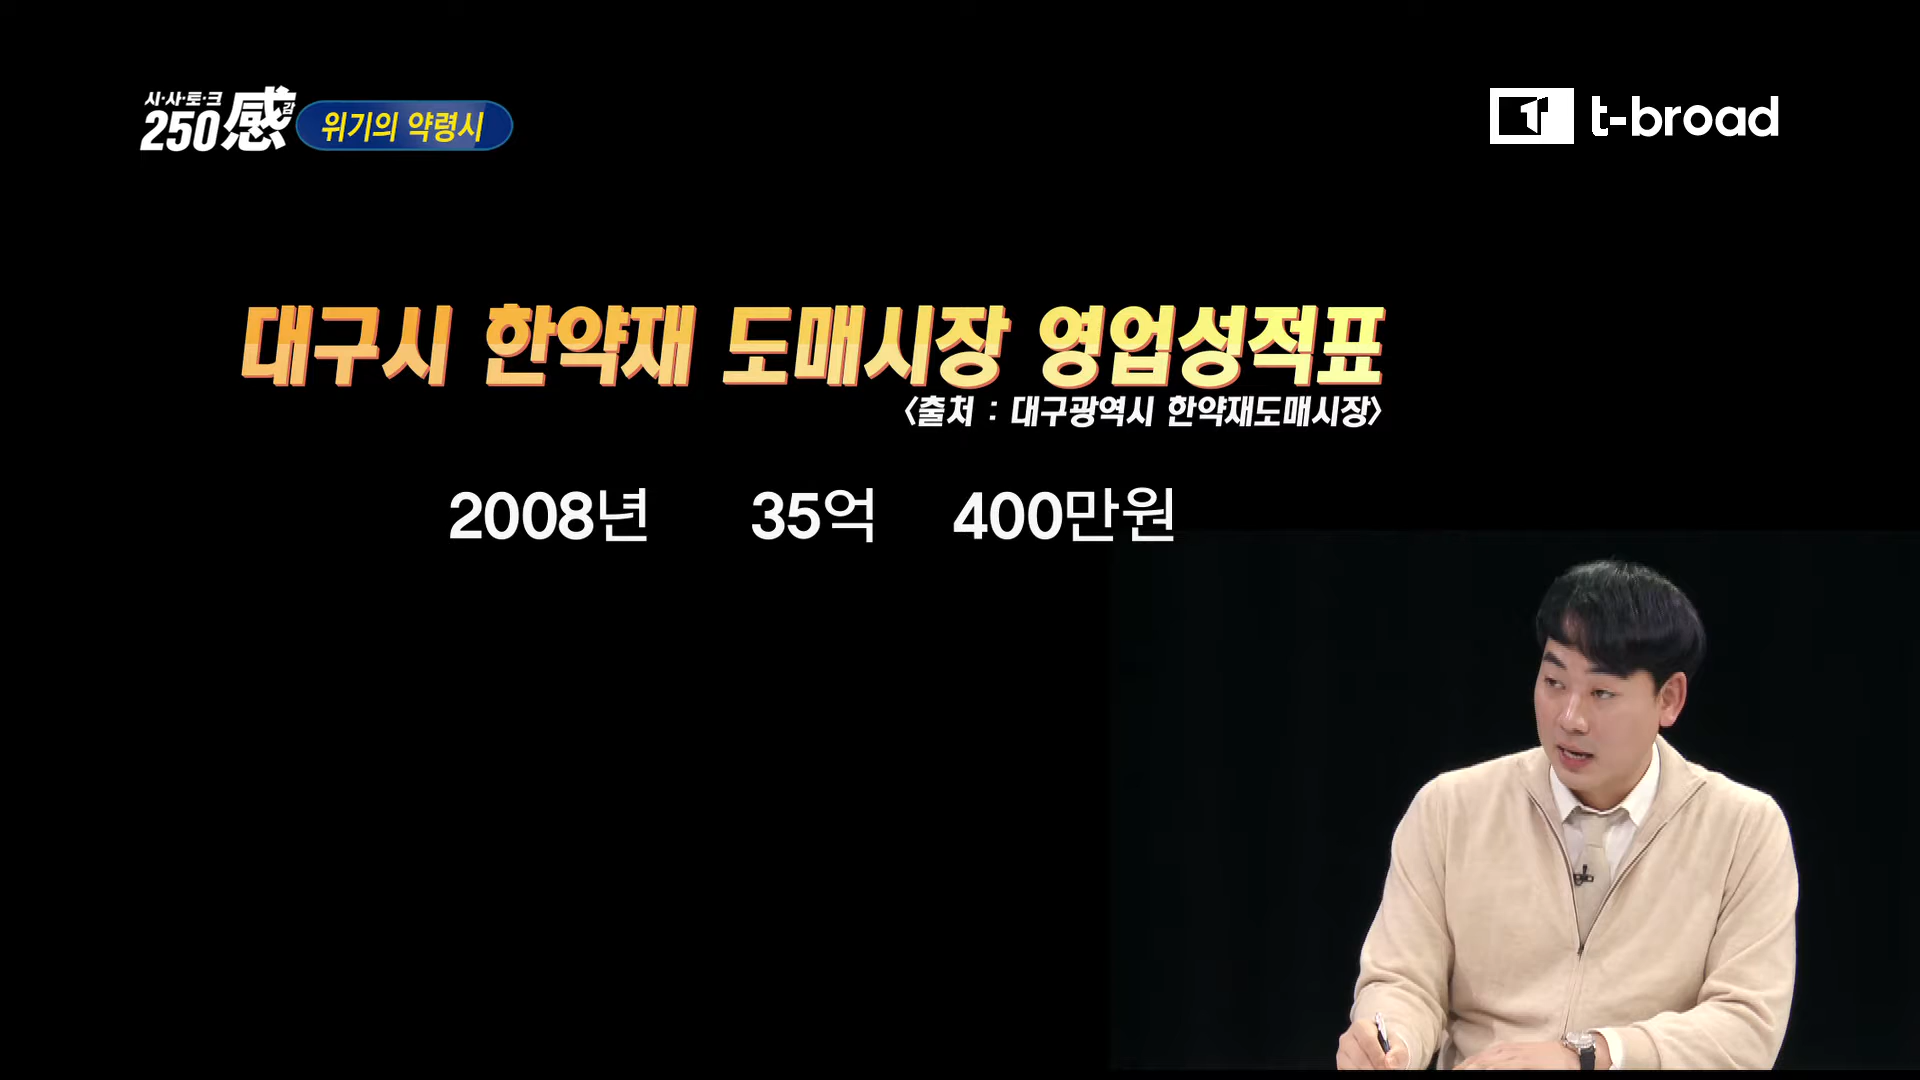 시·사·토·크
250感감
위기의 약령시
t-broad
대구시 한약재 도매시장 영업성적표
<출처 : 대구광역시 한약재도매시장>
2008년 35억 400만원